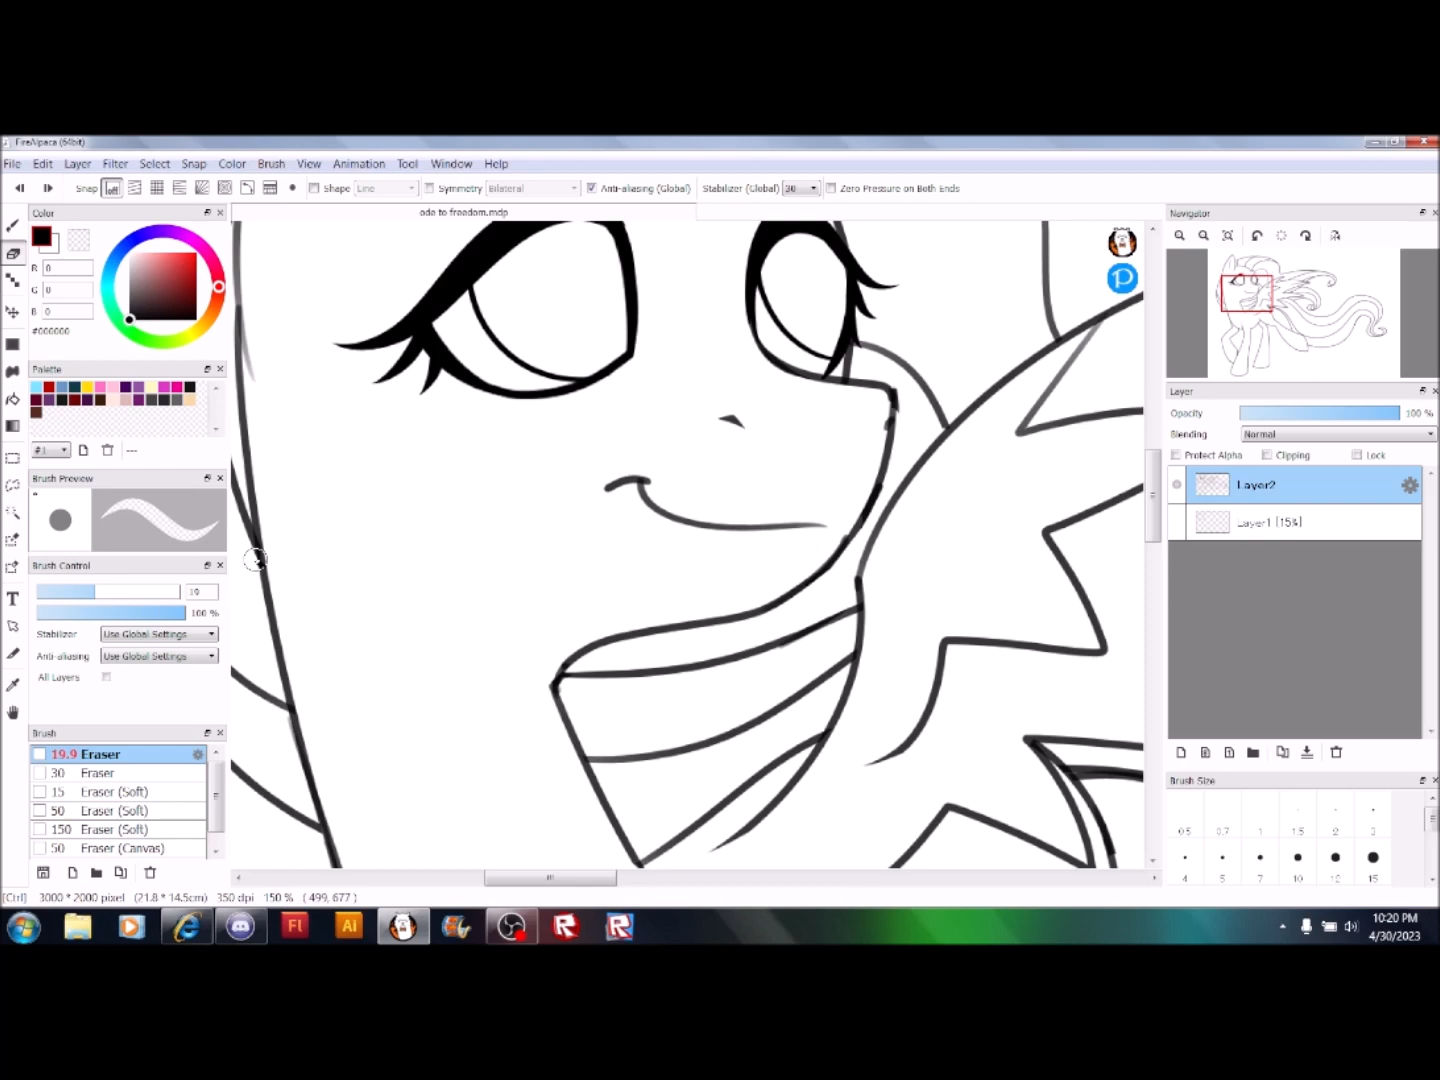 FireAlpaca (64bit)
File Edit Layer Filter Select Snap Color Brush View Animation Tool Window Help
Snap off Shape Line Symmetry Bilateral Anti-aliasing (Global) Stabilizer (Global) 30 Zero Pressure on Both Ends
Color
ode to freedom.mdp
Navigator
R 0
G 0
B 0
#000000
Palette
#1 ---
Brush Preview
Brush Control
19
100 %
Stabilizer Use Global Settings
Anti-aliasing Use Global Settings
All Layers
Brush
19.9 Eraser
30 Eraser
15 Eraser (Soft)
50 Eraser (Soft)
150 Eraser (Soft)
50 Eraser (Canvas)
Layer
Opacity 100 %
Blending Normal
Protect Alpha Clipping Lock
Layer2
Layer1 [15%]
Brush Size
0.5 0.7 1 1.5 2 3
4 5 7 10 12 15
[Ctrl] 3000 * 2000 pixel (21.8 * 14.5cm) 350 dpi 150 % ( 499, 677 )
Fl Ai
10:20 PM
4/30/2023